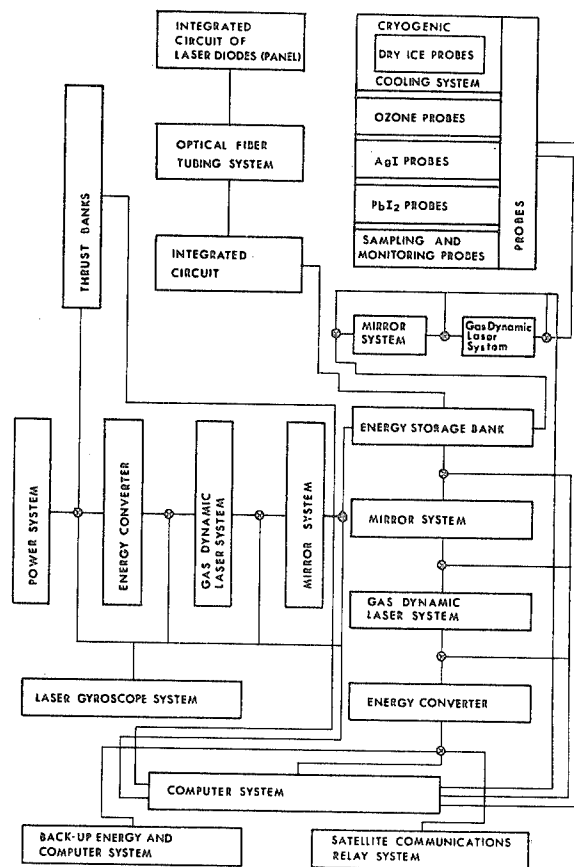 INTEGRATED
CIRCUIT OF
LASER DIODES (PANEL)
OPTICAL FIBER
TUBING SYSTEM
INTEGRATED
CIRCUIT
THRUST BANKS
CRYOGENIC
DRY ICE PROBES
COOLING SYSTEM
OZONE PROBES
AgI PROBES
PbI2 PROBES
SAMPLING AND
MONITORING PROBES
PROBES
MIRROR
SYSTEM
Gas Dynamic
Laser
System
ENERGY STORAGE BANK
POWER SYSTEM
ENERGY CONVERTER
GAS DYNAMIC
LASER SYSTEM
MIRROR SYSTEM
MIRROR SYSTEM
GAS DYNAMIC
LASER SYSTEM
ENERGY CONVERTER
LASER GYROSCOPE SYSTEM
COMPUTER SYSTEM
BACK-UP ENERGY AND
COMPUTER SYSTEM
SATELLITE COMMUNICATIONS
RELAY SYSTEM